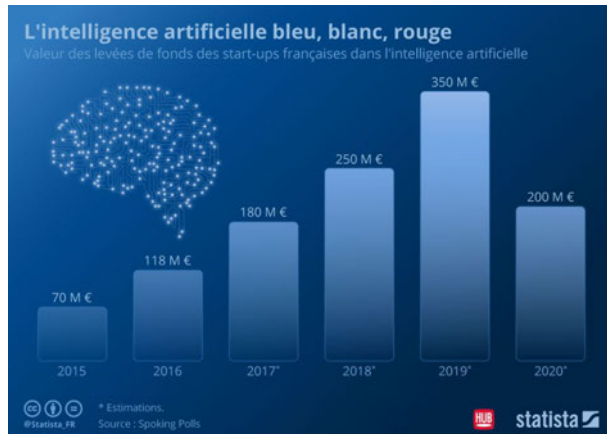 L'intelligence artificielle bleu, blanc, rouge
Valeur des levées de fonds des start-ups françaises dans l'intelligence artificielle
350 M €
250 M €
200 M €
180 M €
118 M €
70 M €
2015 2016 2017* 2018* 2019* 2020*
* Estimations.
@Statista_FR Source : Spoking Polls
HUB statista